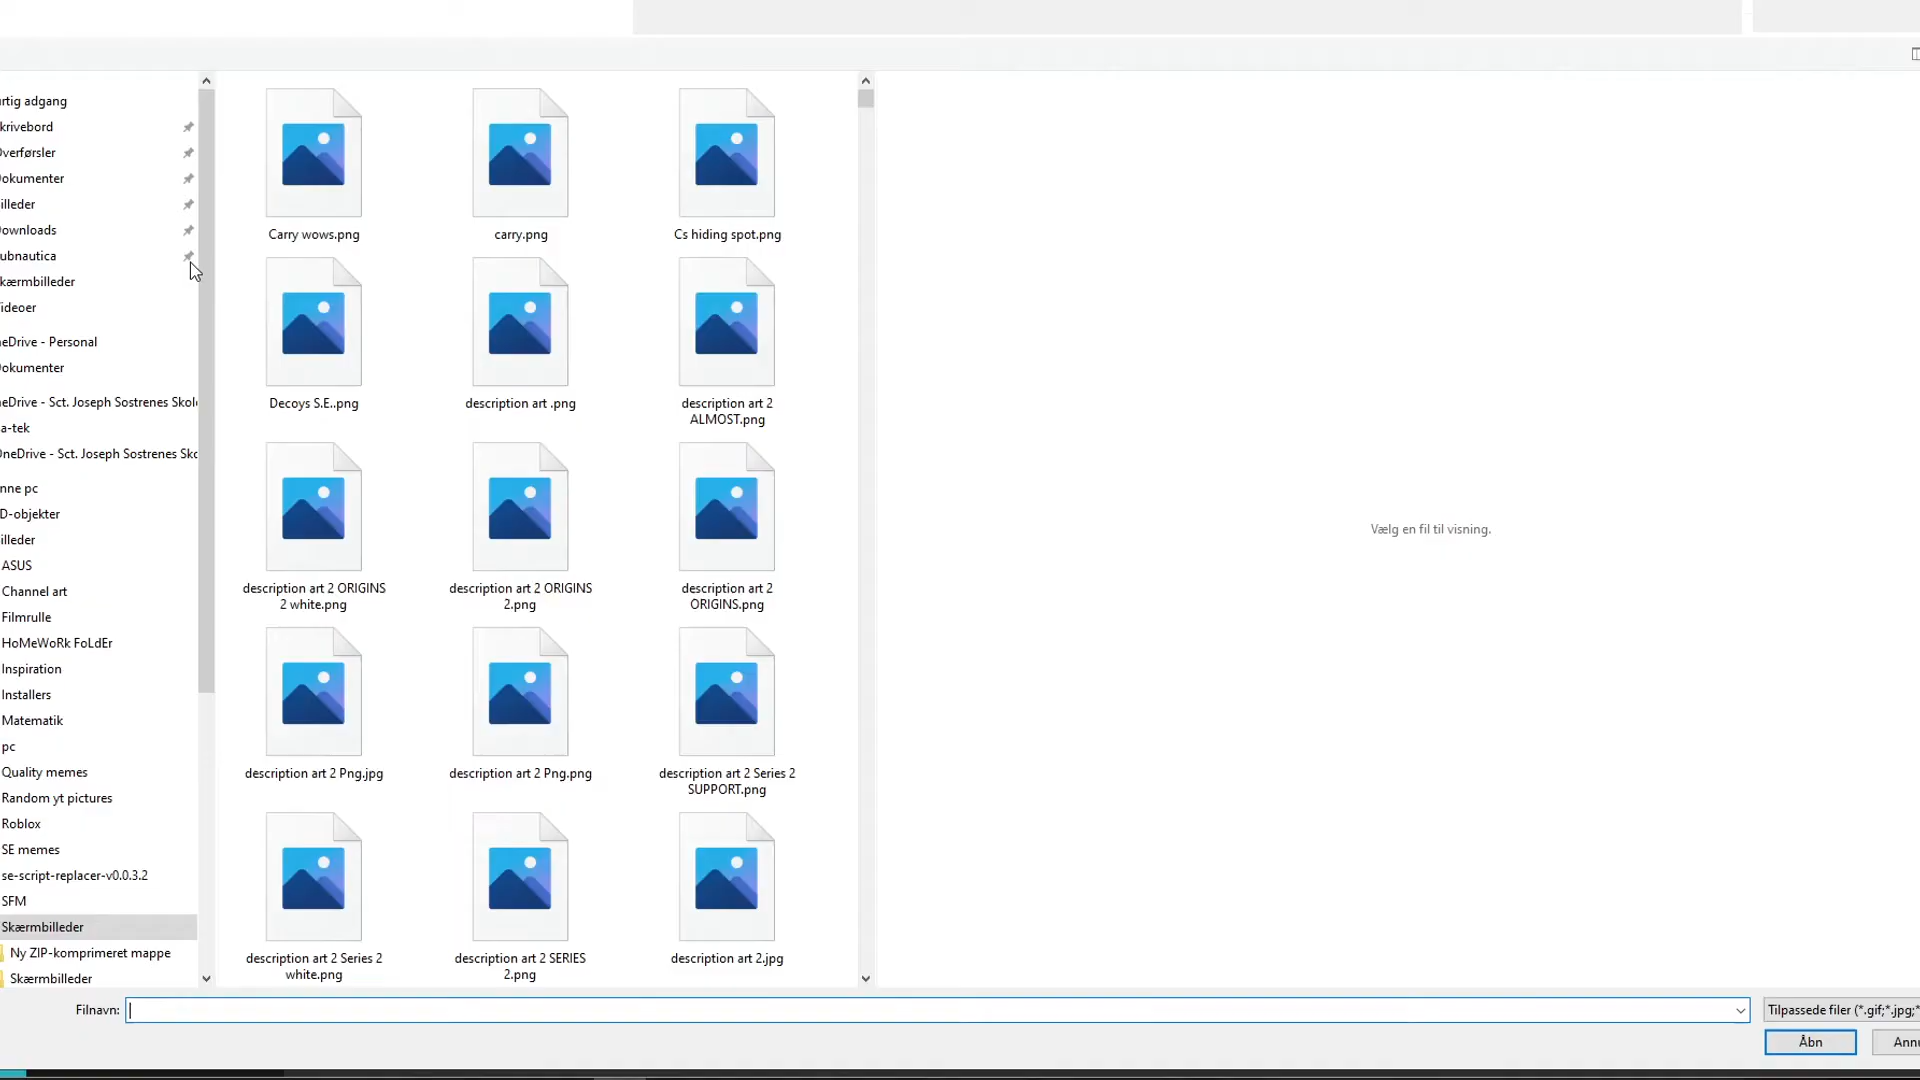 rtig adgang
krivebord
Overførsler
Dokumenter
illeder
Downloads
ubnautica
kærmbilleder
ideoer
eDrive - Personal
Dokumenter
eDrive - Sct. Joseph Sostrenes Skol
a-tek
OneDrive - Sct. Joseph Sostrenes Sko
nne pc
D-objekter
illeder
ASUS
Channel art
Filmrulle
HoMeWoRk FoLdEr
Inspiration
Installers
Matematik
pc
Quality memes
Random yt pictures
Roblox
SE memes
se-script-replacer-v0.0.3.2
SFM
Skærmbilleder
Ny ZIP-komprimeret mappe
Skærmbilleder
Carry wows.png
carry.png
Cs hiding spot.png
Decoys S.E..png
description art .png
description art 2
ALMOST.png
description art 2 ORIGINS
2 white.png
description art 2 ORIGINS
2.png
description art 2
ORIGINS.png
description art 2 Png.jpg
description art 2 Png.png
description art 2 Series 2
SUPPORT.png
description art 2 Series 2
white.png
description art 2 SERIES
2.png
description art 2.jpg
Vælg en fil til visning.
Filnavn:
Tilpassede filer (*.gif;*.jpg;*
Åbn
Annu